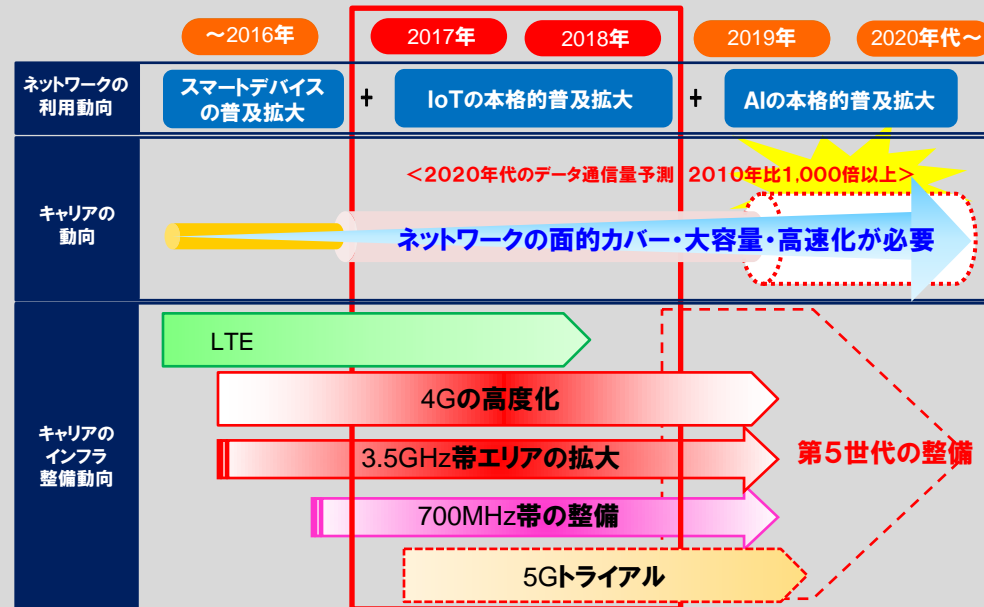 ～2016年
2017年
2018年
2019年
2020年代～
ネットワークの
利用動向
スマートデバイス
の普及拡大
+
IoTの本格的普及拡大
+
AIの本格的普及拡大
キャリアの
動向
＜2020年代のデータ通信量予測 2010年比1,000倍以上＞
ネットワークの面的カバー・大容量・高速化が必要
キャリアの
インフラ
整備動向
LTE
4Gの高度化
3.5GHz帯エリアの拡大
700MHz帯の整備
5Gトライアル
第5世代の整備